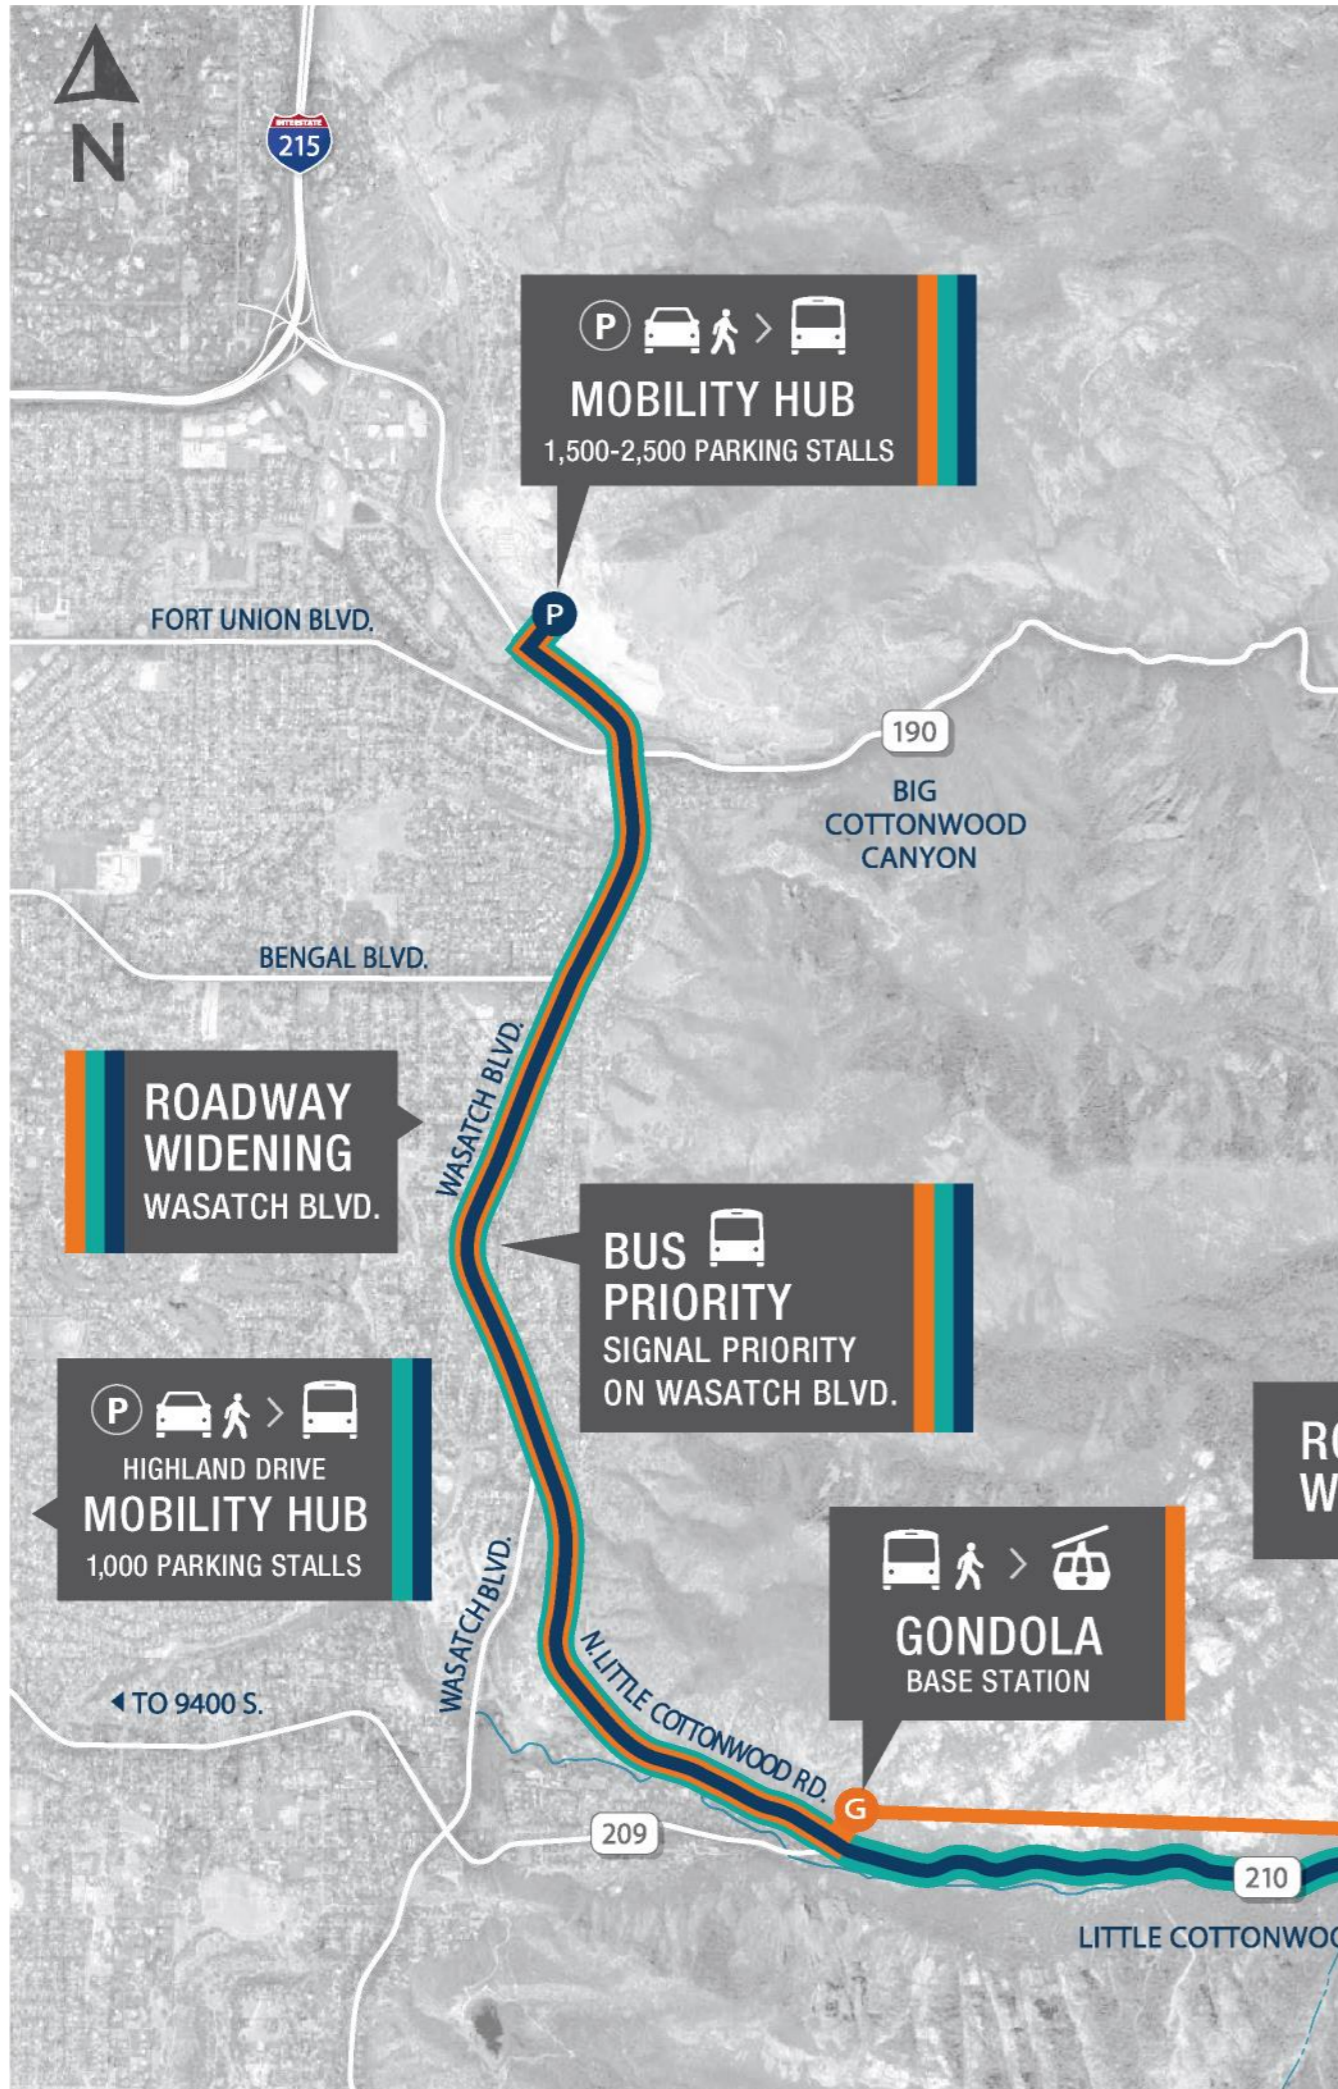 N
INTERSTATE
215
P
MOBILITY HUB
1,500-2,500 PARKING STALLS
P
FORT UNION BLVD.
190
BIG
COTTONWOOD
CANYON
BENGAL BLVD.
WASATCH BLVD.
ROADWAY
WIDENING
WASATCH BLVD.
BUS
PRIORITY
SIGNAL PRIORITY
ON WASATCH BLVD.
P
HIGHLAND DRIVE
MOBILITY HUB
1,000 PARKING STALLS
GONDOLA
BASE STATION
WASATCH BLVD.
N. LITTLE COTTONWOOD RD.
TO 9400 S.
G
209
210
LITTLE